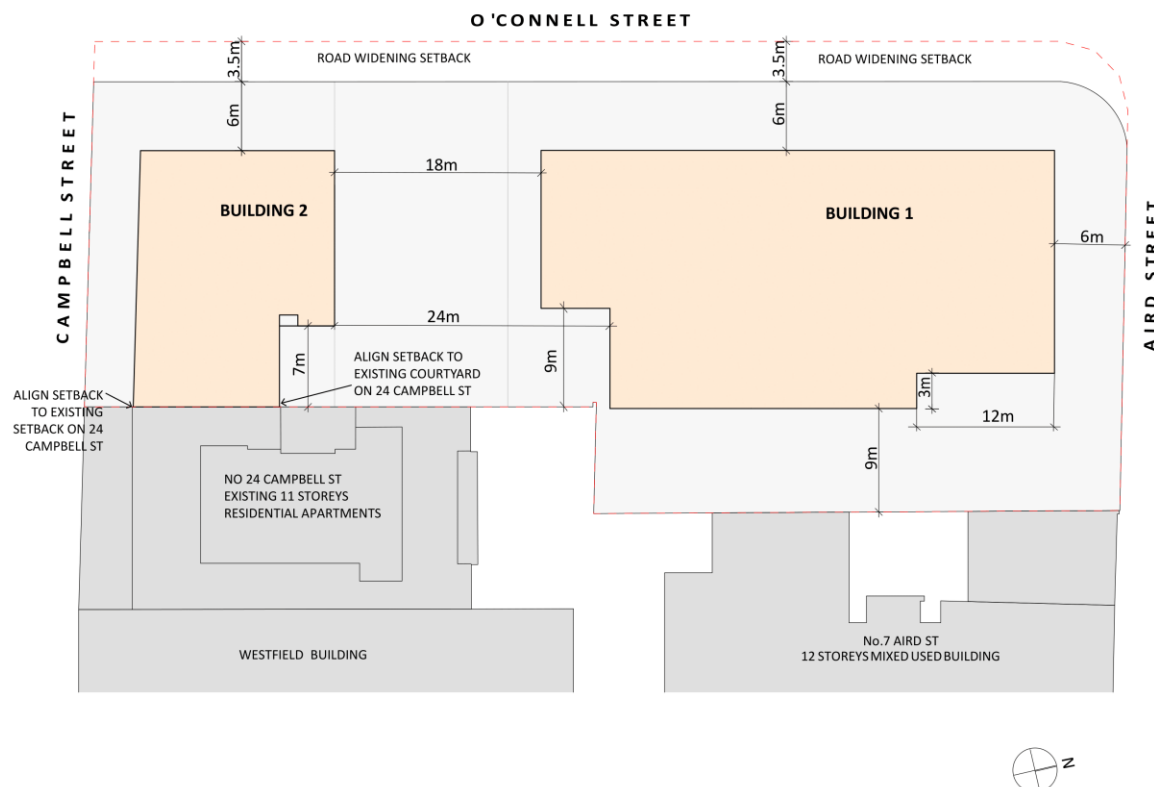 O'CONNELL STREET
3.5m
ROAD WIDENING SETBACK
3.5m
ROAD WIDENING SETBACK
6m
6m
CAMPBELL STREET
18m
BUILDING 2
BUILDING 1
6m
AIRD STREET
24m
7m
ALIGN SETBACK TO
EXISTING COURTYARD
ON 24 CAMPBELL ST
9m
3m
12m
ALIGN SETBACK
TO EXISTING
SETBACK ON 24
CAMPBELL ST
9m
NO 24 CAMPBELL ST
EXISTING 11 STOREYS
RESIDENTIAL APARTMENTS
WESTFIELD BUILDING
No.7 AIRD ST
12 STOREYS MIXED USED BUILDING
N